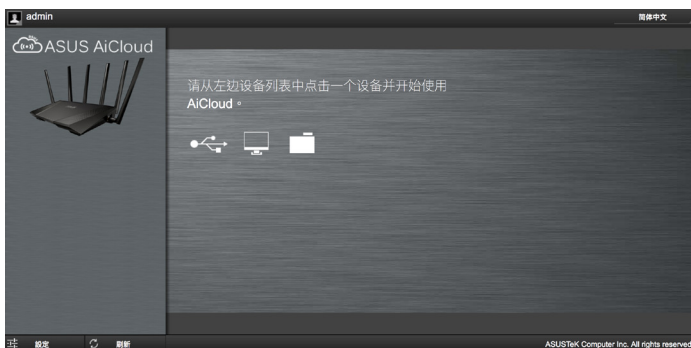 admin
简体中文
ASUS AiCloud
请从左边设备列表中点击一个设备并开始使用
AiCloud。
設定
刷新
ASUSTeK Computer Inc. All rights reserved